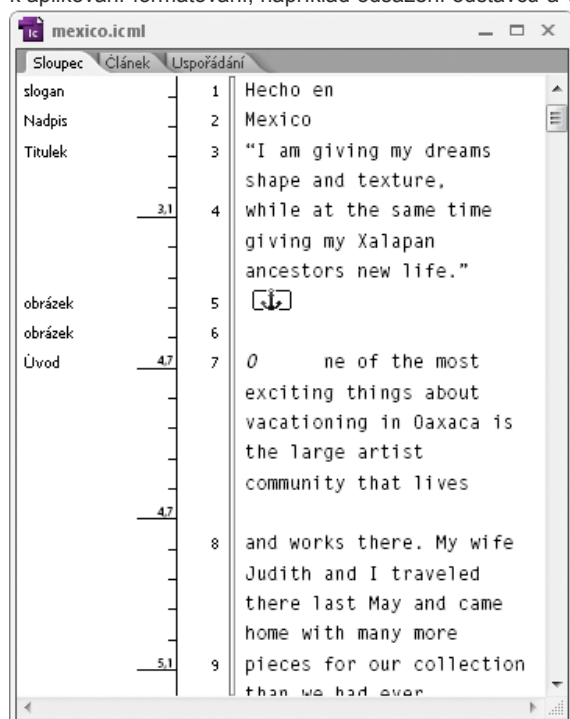 mexico.icml
Sloupec Článek Uspořádání
slogan 1 Hecho en
Nadpis 2 Mexico
Titulek 3 “I am giving my dreams
shape and texture,
3,1 4 while at the same time
giving my Xalapan
ancestors new life.”
obrázek 5
obrázek 6
Úvod 4,7 7 O ne of the most
exciting things about
vacationing in Oaxaca is
the large artist
community that lives
4,7
8 and works there. My wife
Judith and I traveled
there last May and came
home with many more
5,1 9 pieces for our collection
than we had ever